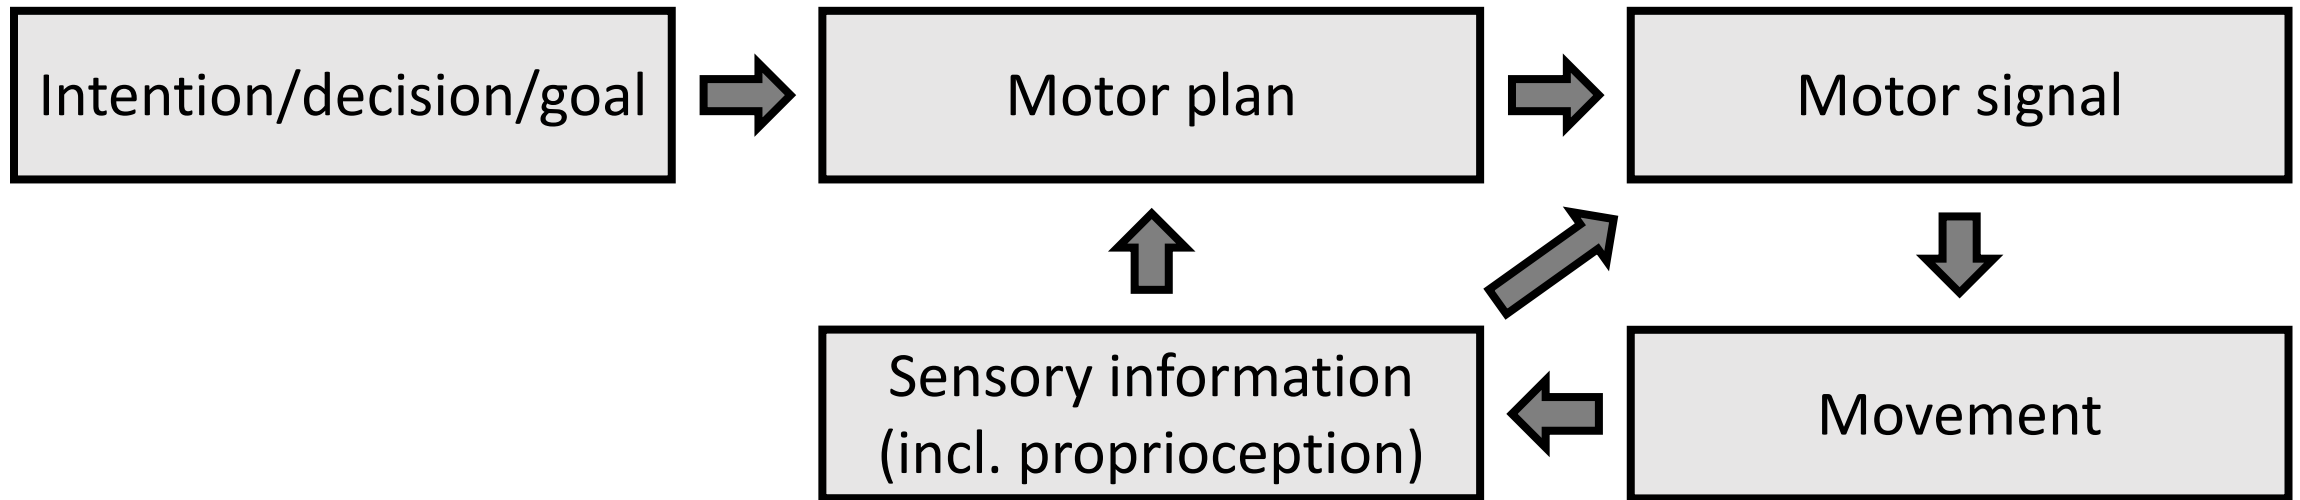 Intention/decision/goal
Motor plan
Motor signal
Sensory information
(incl. proprioception)
Movement